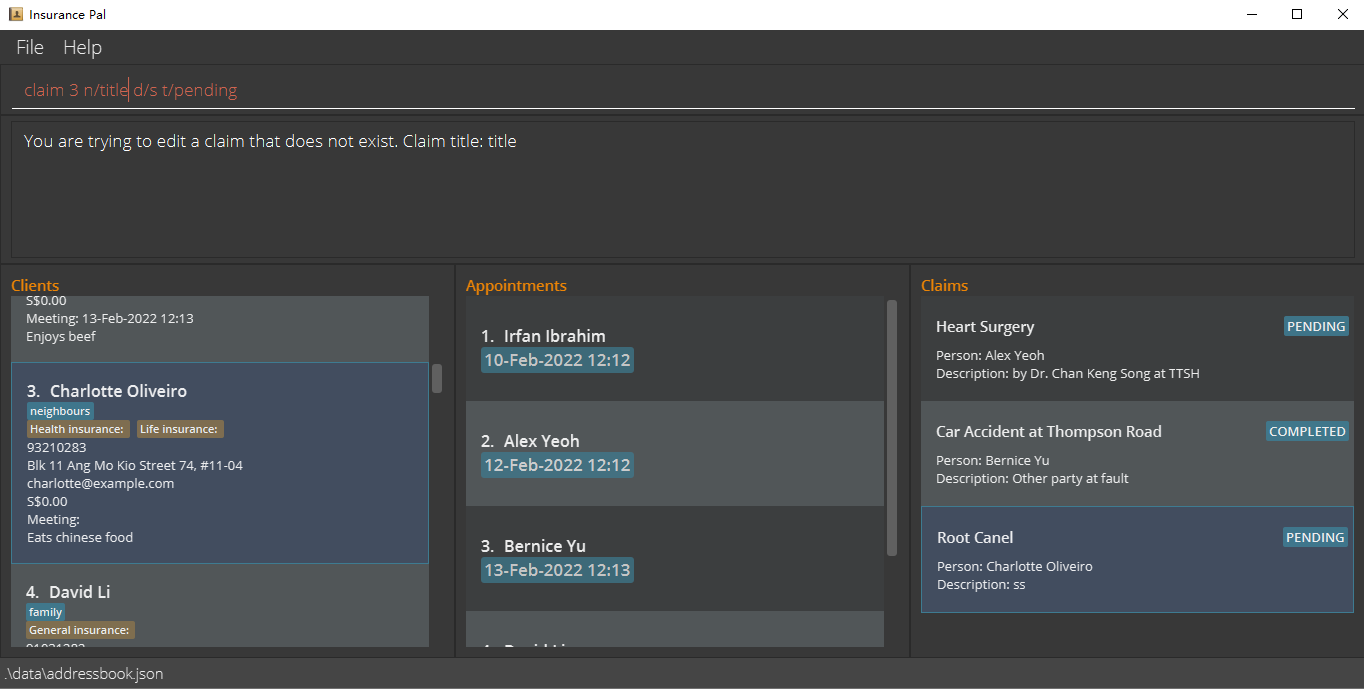 Insurance Pal
File Help
claim 3 n/title d/s t/pending
You are trying to edit a claim that does not exist. Claim title: title
Clients
S$0.00
Meeting: 13-Feb-2022 12:13
Enjoys beef
3. Charlotte Oliveiro
neighbours
Health insurance: Life insurance:
93210283
Blk 11 Ang Mo Kio Street 74, #11-04
charlotte@example.com
S$0.00
Meeting:
Eats chinese food
4. David Li
family
General insurance:
Appointments
1. Irfan Ibrahim
10-Feb-2022 12:12
2. Alex Yeoh
12-Feb-2022 12:12
3. Bernice Yu
13-Feb-2022 12:13
Claims
Heart Surgery PENDING
Person: Alex Yeoh
Description: by Dr. Chan Keng Song at TTSH
Car Accident at Thompson Road COMPLETED
Person: Bernice Yu
Description: Other party at fault
Root Canel PENDING
Person: Charlotte Oliveiro
Description: ss
.\data\addressbook.json